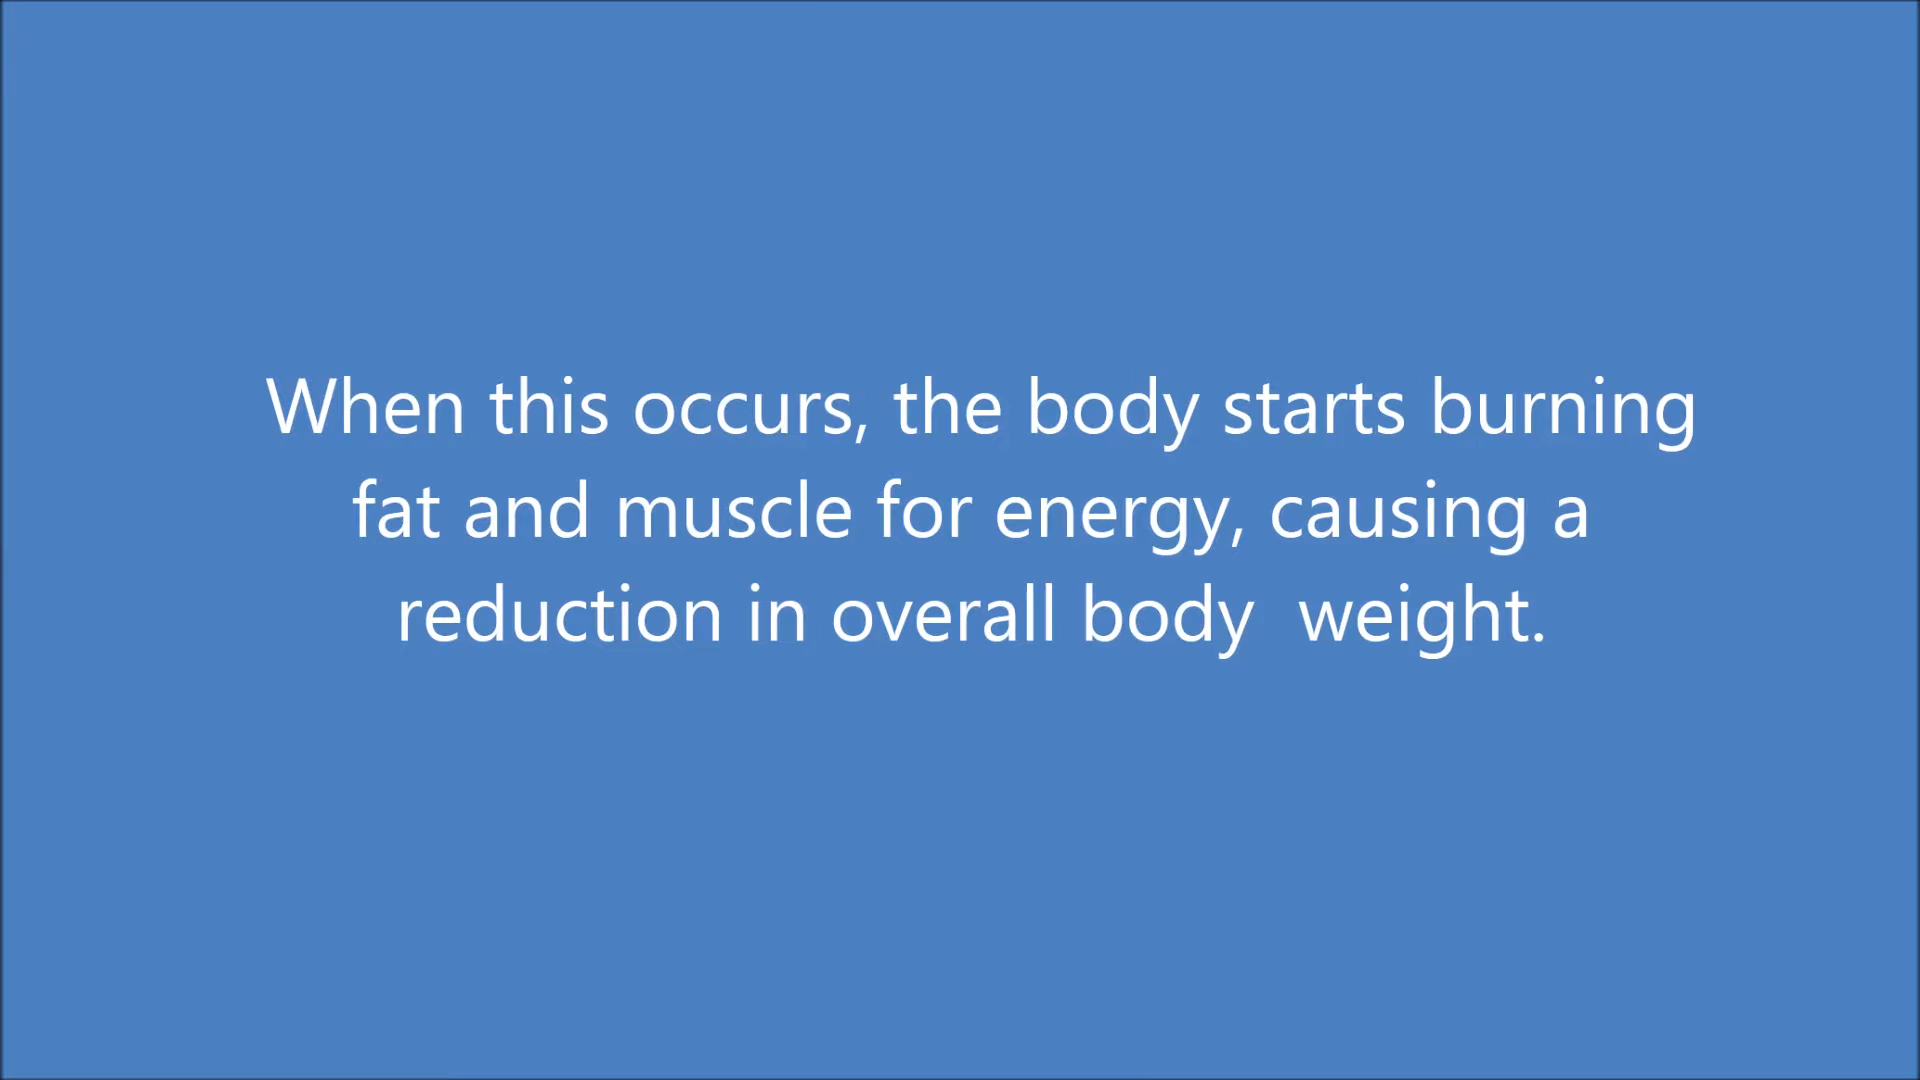 When this occurs, the body starts burning
fat and muscle for energy, causing a
reduction in overall body  weight.